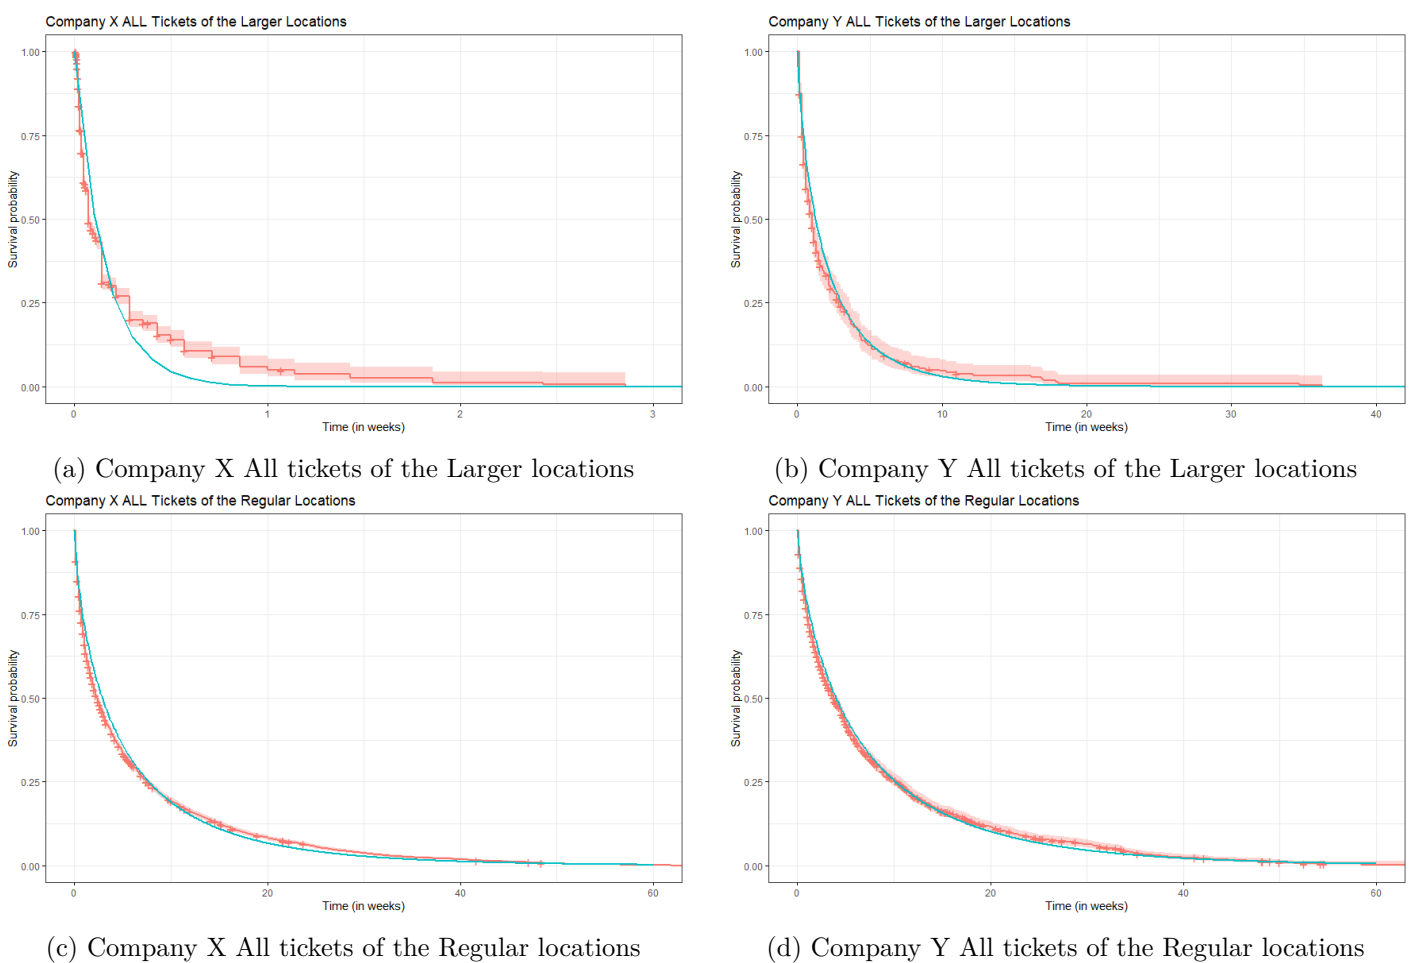 Company X ALL Tickets of the Larger Locations
1.00
0.75
0.50
0.25
0.00
Survival probability
0
1
2
3
Time (in weeks)
(a) Company X All tickets of the Larger locations
Company Y ALL Tickets of the Larger Locations
1.00
0.75
0.50
0.25
0.00
Survival probability
0
10
20
30
40
Time (in weeks)
(b) Company Y All tickets of the Larger locations
Company X ALL Tickets of the Regular Locations
1.00
0.75
0.50
0.25
0.00
Survival probability
0
20
40
60
Time (in weeks)
(c) Company X All tickets of the Regular locations
Company Y ALL Tickets of the Regular Locations
1.00
0.75
0.50
0.25
0.00
Survival probability
0
20
40
60
Time (in weeks)
(d) Company Y All tickets of the Regular locations